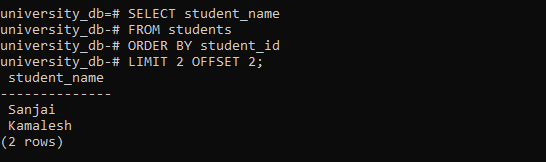 university_db=# SELECT student_name
university_db-# FROM students
university_db-# ORDER BY student_id
university_db-# LIMIT 2 OFFSET 2;
 student_name
--------------
 Sanjai
 Kamalesh
(2 rows)